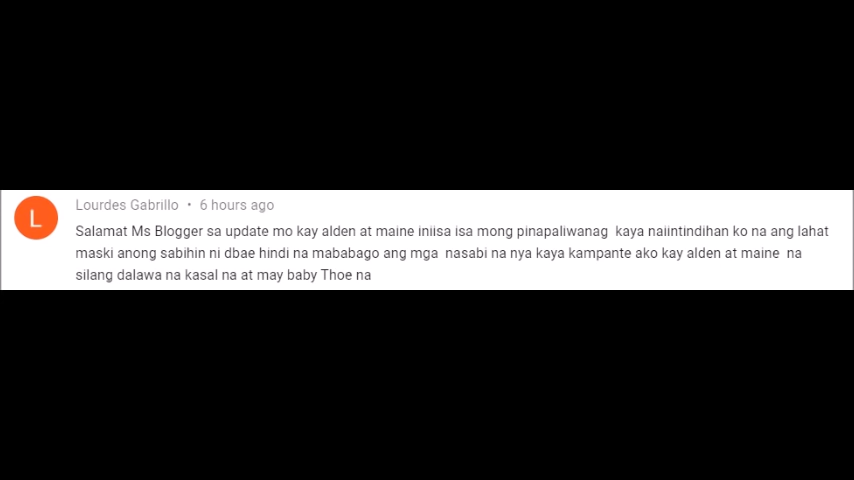 L
Lourdes Gabrillo • 6 hours ago
Salamat Ms Blogger sa update mo kay alden at maine iniisa isa mong pinapaliwanag kaya naiintindihan ko na ang lahat
maski anong sabihin ni dbae hindi na mababago ang mga nasabi na nya kaya kampante ako kay alden at maine na
silang dalawa na kasal na at may baby Thoe na